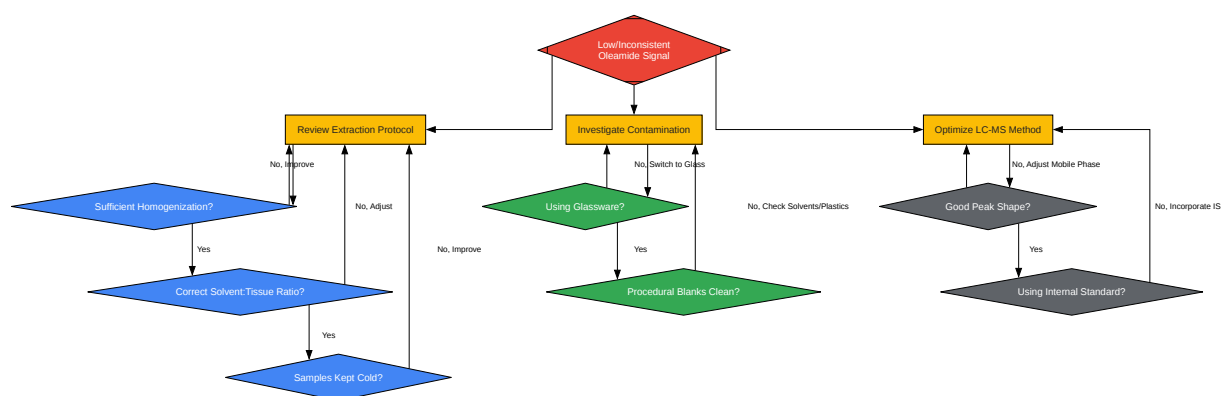 Low/Inconsistent
Oleamide Signal
Review Extraction Protocol
Investigate Contamination
Optimize LC-MS Method
No, Improve
No, Switch to Glass
No, Adjust Mobile Phase
Sufficient Homogenization?
No, Adjust
Using Glassware?
No, Check Solvents/Plastics
Good Peak Shape?
No, Incorporate IS
Yes
No, Improve
Yes
Yes
Correct Solvent:Tissue Ratio?
Procedural Blanks Clean?
Using Internal Standard?
Yes
Samples Kept Cold?